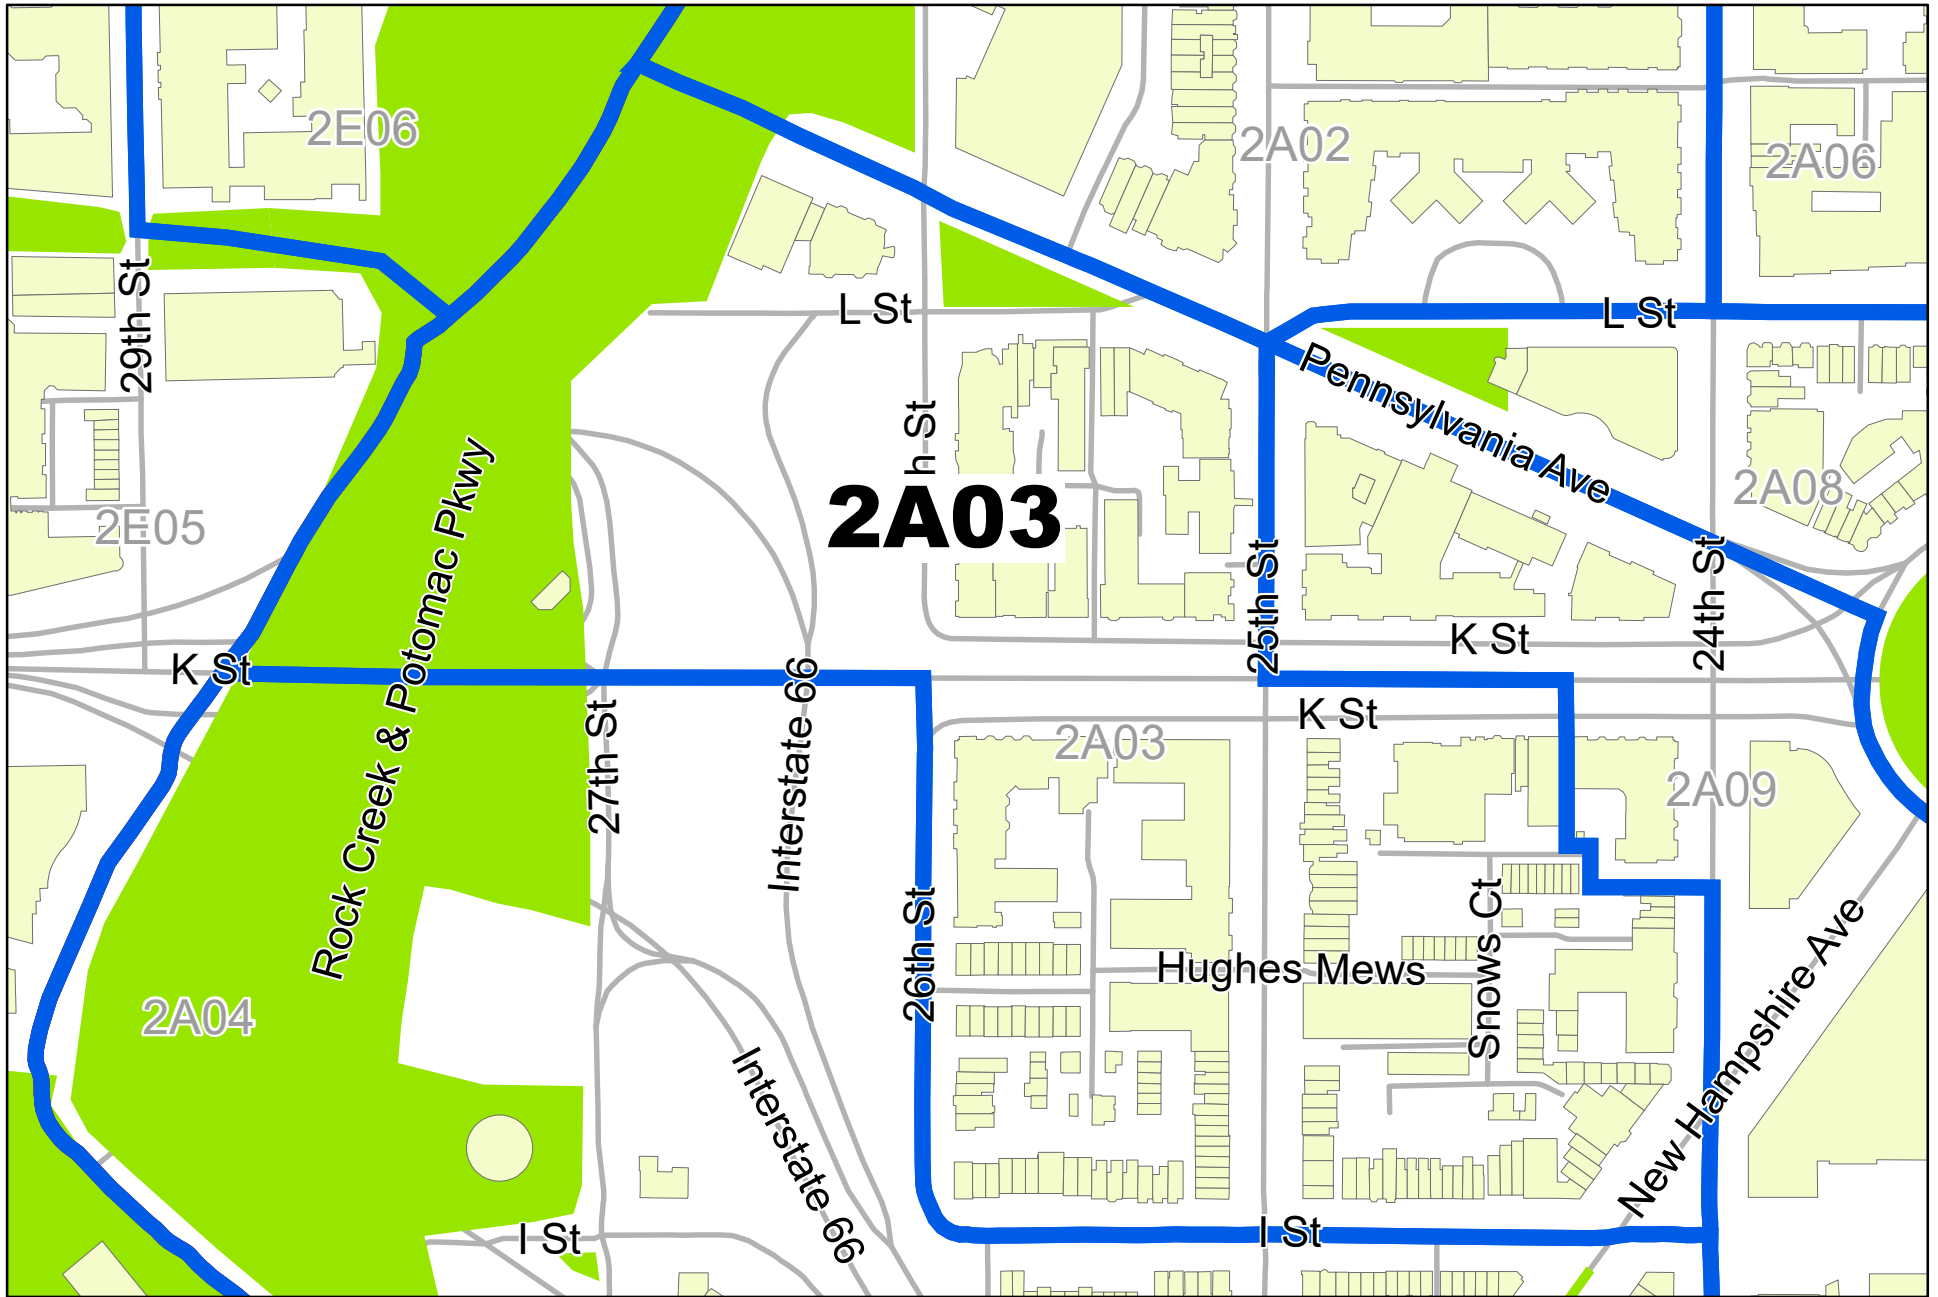 2E06
2A02
2A06
29th St
L St
L St
Pennsylvania Ave
h St
2A03
2A08
2E05
Rock Creek & Potomac Pkwy
25th St
24th St
K St
K St
Interstate 66
27th St
K St
2A03
2A09
26th St
Snows Ct
Hughes Mews
New Hampshire Ave
2A04
Interstate 66
I St
I St